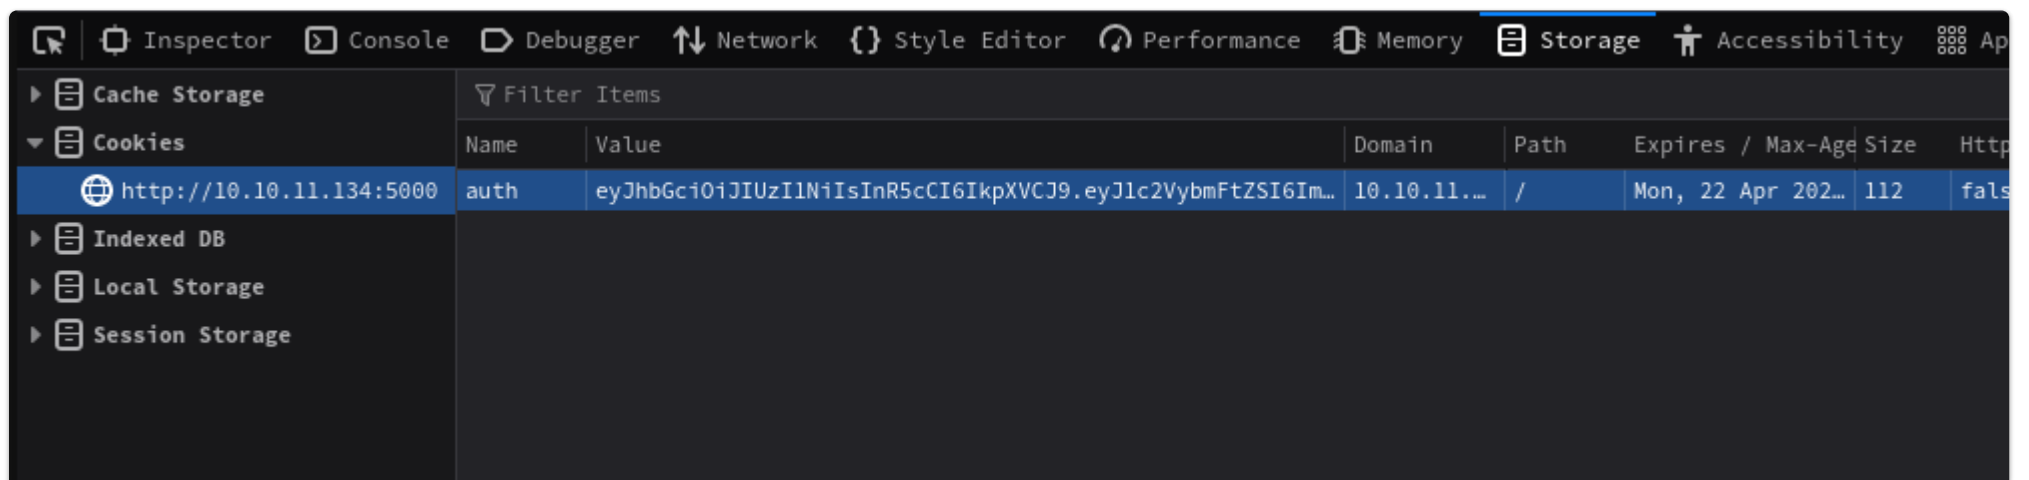 Inspector Console Debugger Network Style Editor Performance Memory Storage Accessibility Ap
Cache Storage
Filter Items
Cookies
Name Value Domain Path Expires / Max-Age Size Http
http://10.10.11.134:5000
auth eyJhbGciOiJIUzI1NiIsInR5cCI6IkpXVCJ9.eyJ1c2VybmFtZSI6Im… 10.10.11.… / Mon, 22 Apr 202… 112 fals
Indexed DB
Local Storage
Session Storage